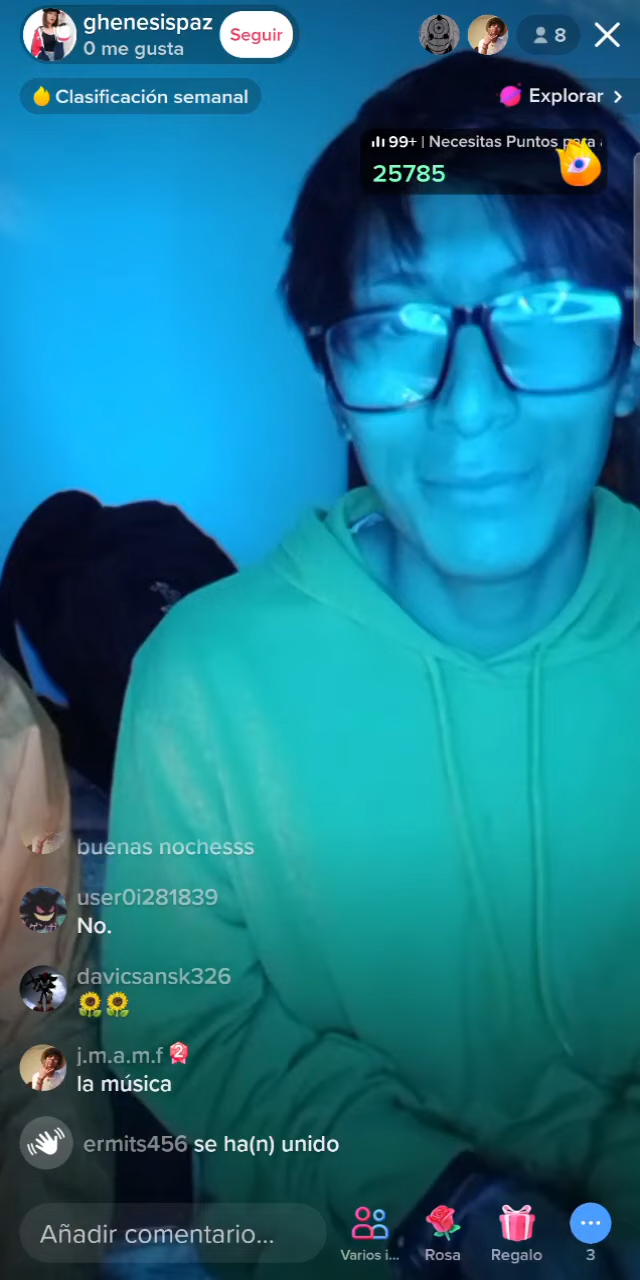 ghenesispaz
Seguir
0 me gusta
8
Clasificación semanal
Explorar
99+ | Necesitas Puntos para
25785
buenas nochesss
user0i281839
No.
davicsansk326
🌻🌻
j.m.a.m.f 2
la música
ermits456 se ha(n) unido
Añadir comentario...
Varios i...
Rosa
Regalo
3